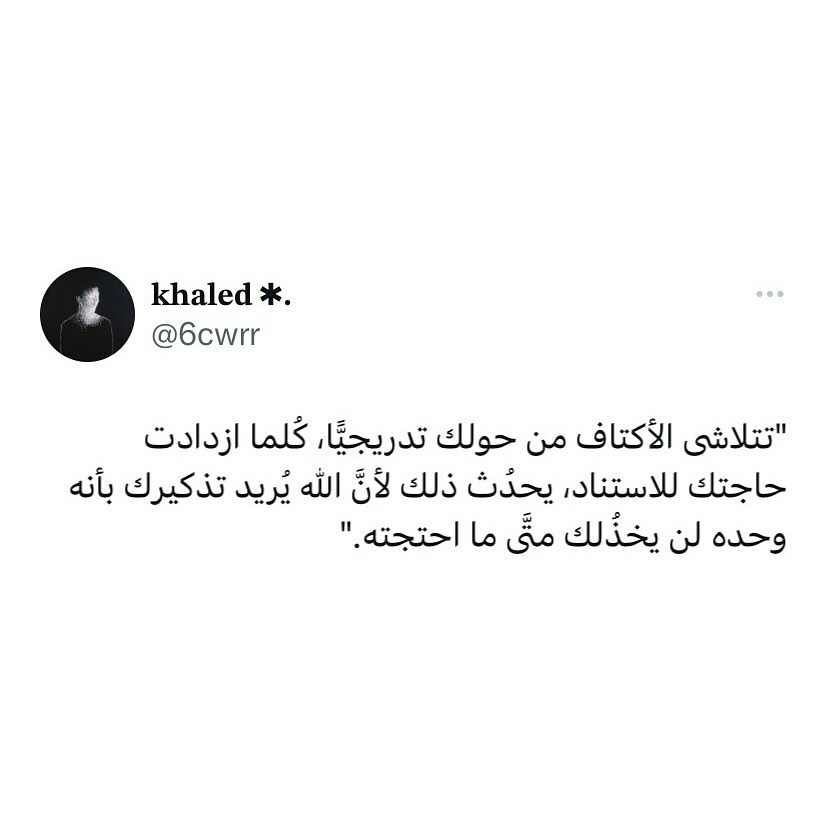 khaled ✱.
@6cwrr
"تتلاشى الأكتاف من حولك تدريجيًّا، كُلما ازدادت
حاجتك للاستناد، يحدُث ذلك لأنَّ الله يُريد تذكيرك بأنه
وحده لن يخذُلك متَّى ما احتجته."